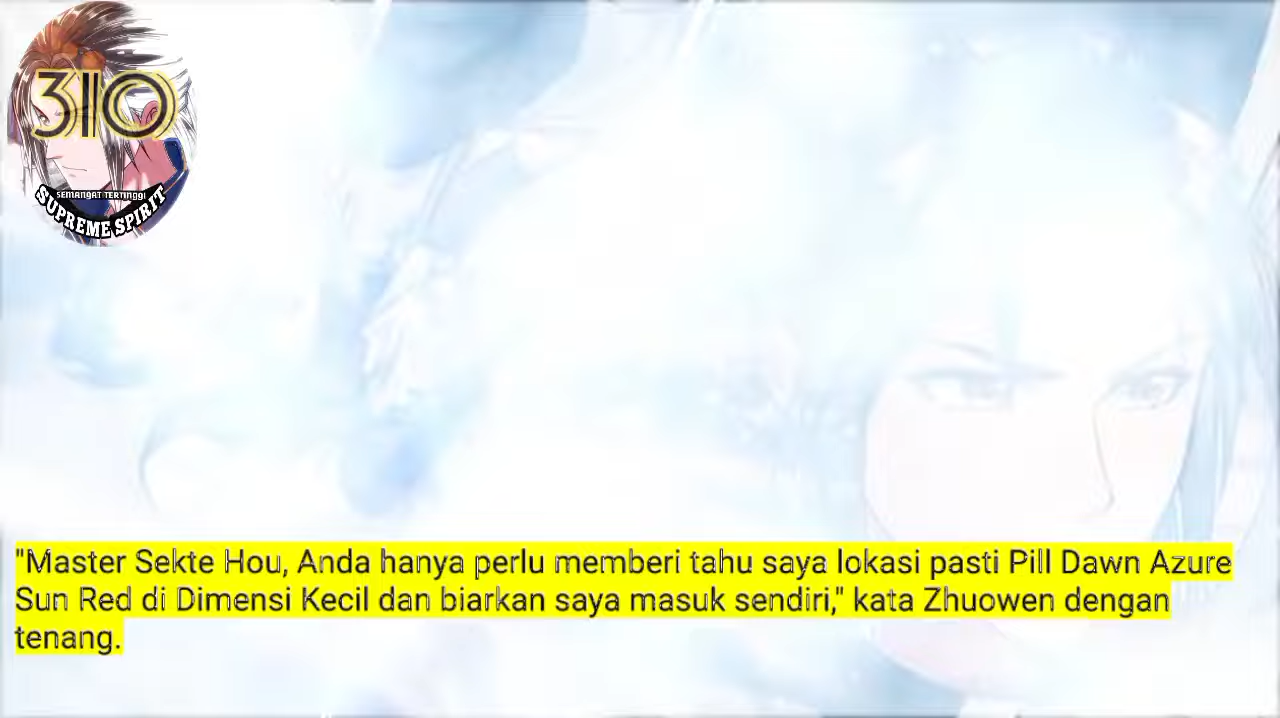 310
SEMANGAT TERTINGGI
SUPREME SPIRIT
"Master Sekte Hou, Anda hanya perlu memberi tahu saya lokasi pasti Pill Dawn Azure
Sun Red di Dimensi Kecil dan biarkan saya masuk sendiri," kata Zhuowen dengan
tenang.